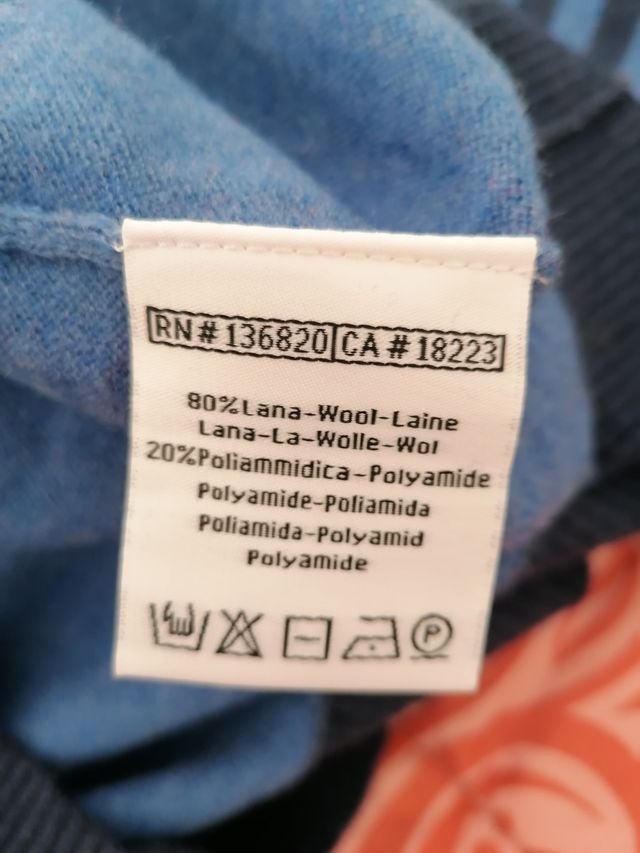 RN#136820 CA#18223
80%Lana-Wool-Laine
Lana-La-Wolle-Wol
20%Poliammidica-Polyamide
Polyamide-Poliamida
Poliamida-Polyamid
Polyamide
P